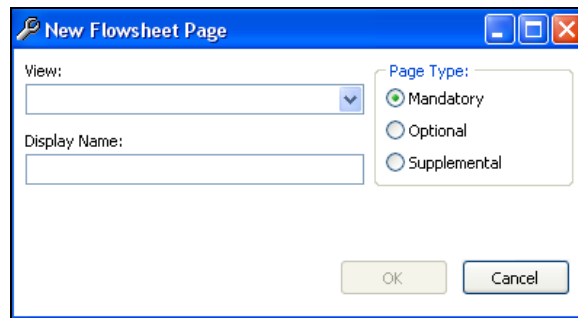 New Flowsheet Page
View:
Page Type:
Mandatory
Display Name:
Optional
Supplemental
OK
Cancel